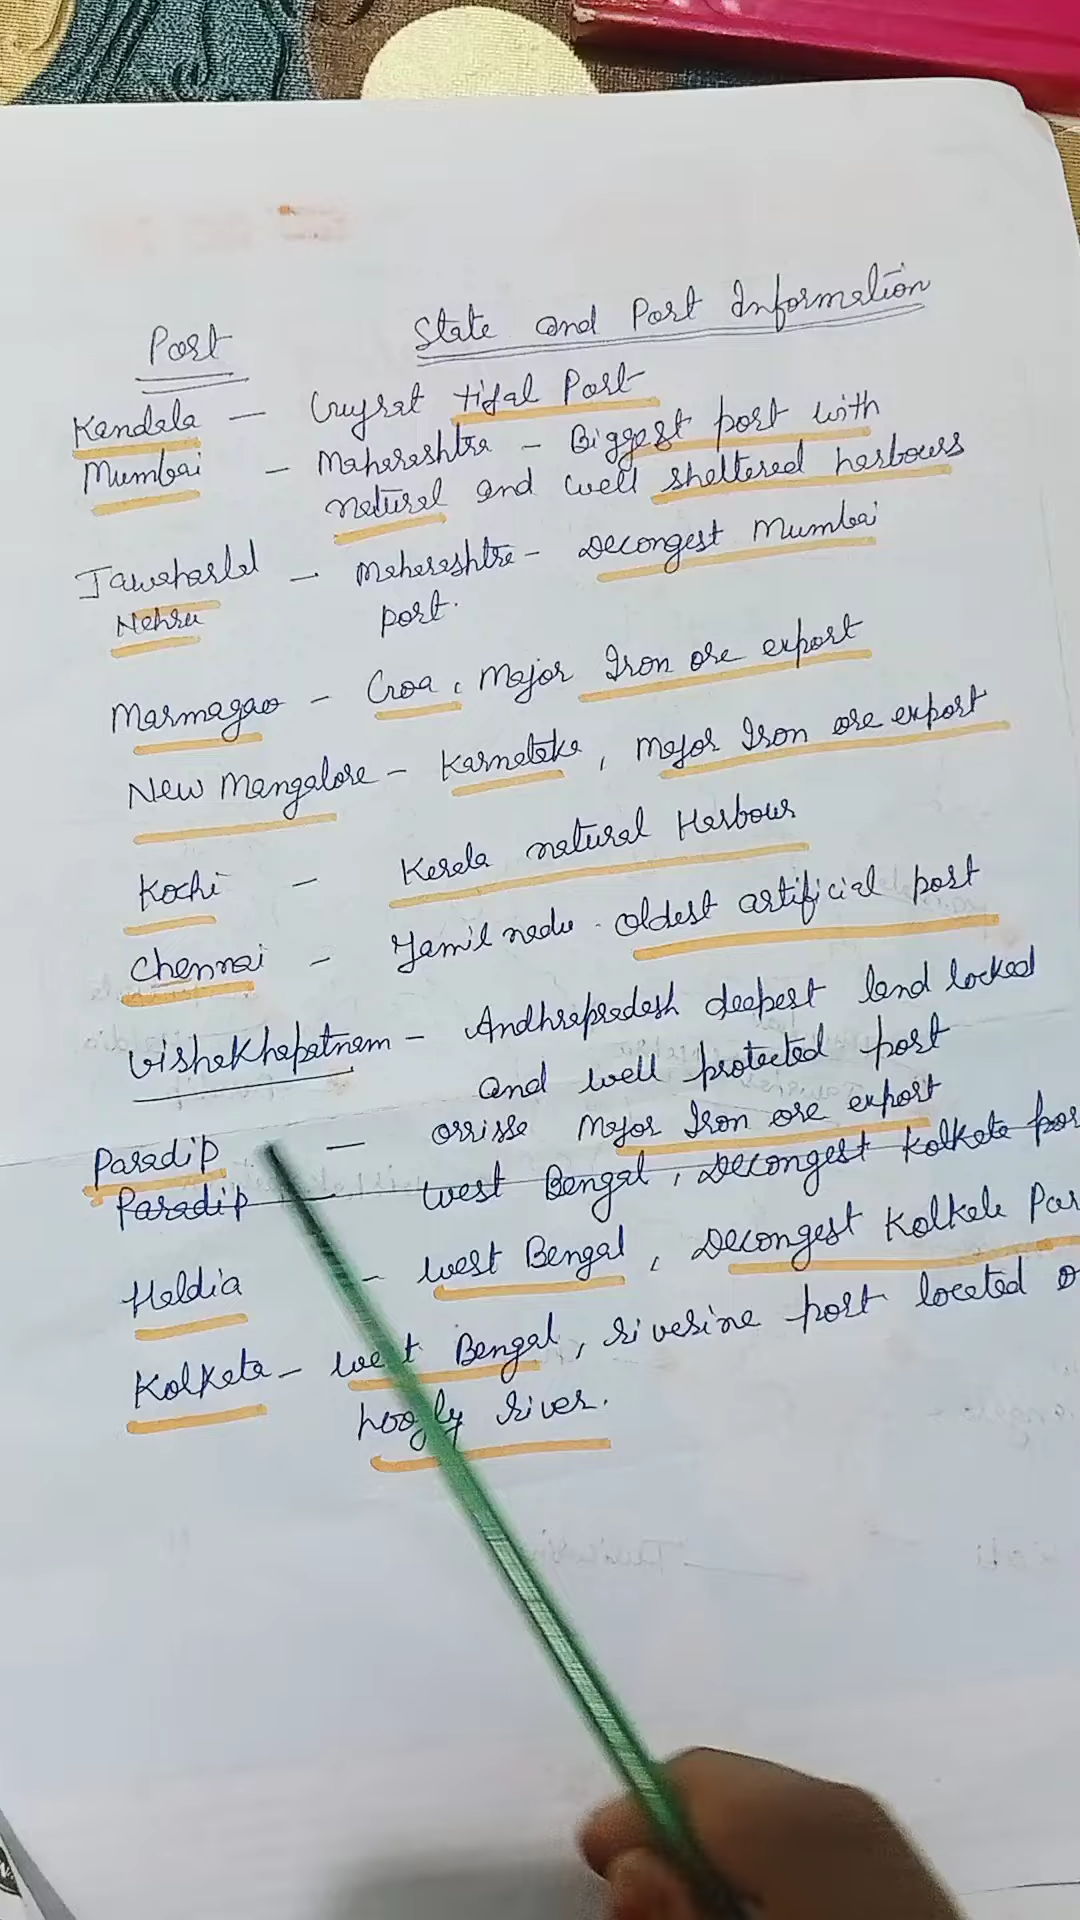 Port State and Port Information
Kandala — Gujrat tidal Port
Mumbai - Maharashtra - Biggest port with
natural and well sheltered harbours
Jawaharlal - Maharashtra - Decongest Mumbai
Nehru port.
Marmagao - Goa, Major Iron ore export
New Mangalore - Karnataka, Major Iron ore export
Kochi - Kerala natural Harbour
Chennai - Tamil nadu - oldest artificial port
Vishakhapatnam - Andhrapradesh deepest land locked
and well protected port
Paradip - orrissa Major Iron ore export
Paradip - West Bengal, Decongest Kolkata por
Haldia - West Bengal, Decongest Kolkata Por
Kolkata - West Bengal, riverine port located o
hoogly river.